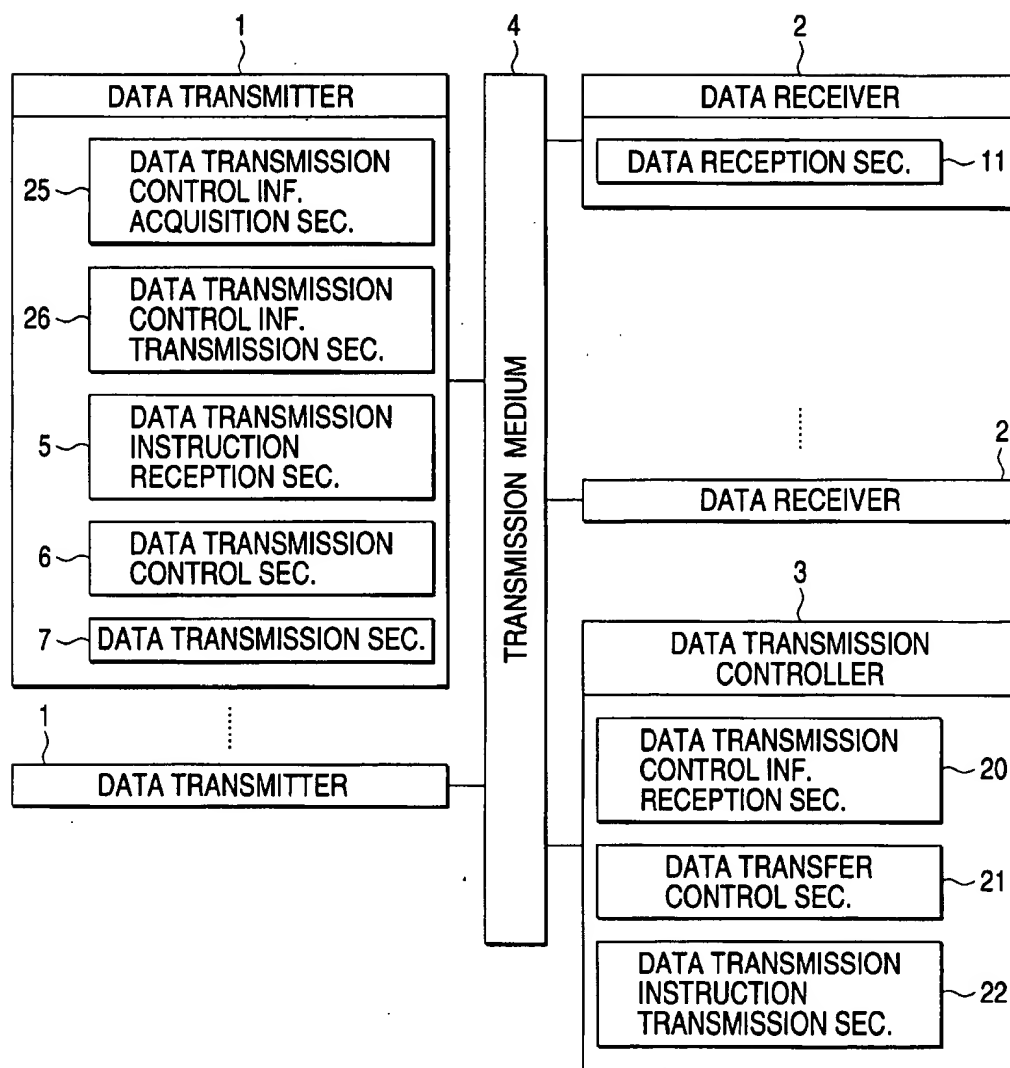 1
DATA TRANSMITTER
25
DATA TRANSMISSION
CONTROL INF.
ACQUISITION SEC.
26
DATA TRANSMISSION
CONTROL INF.
TRANSMISSION SEC.
5
DATA TRANSMISSION
INSTRUCTION
RECEPTION SEC.
6
DATA TRANSMISSION
CONTROL SEC.
7
DATA TRANSMISSION SEC.
1
DATA TRANSMITTER
4
TRANSMISSION MEDIUM
2
DATA RECEIVER
DATA RECEPTION SEC.
11
2
DATA RECEIVER
3
DATA TRANSMISSION
CONTROLLER
DATA TRANSMISSION
CONTROL INF.
RECEPTION SEC.
20
DATA TRANSFER
CONTROL SEC.
21
DATA TRANSMISSION
INSTRUCTION
TRANSMISSION SEC.
22